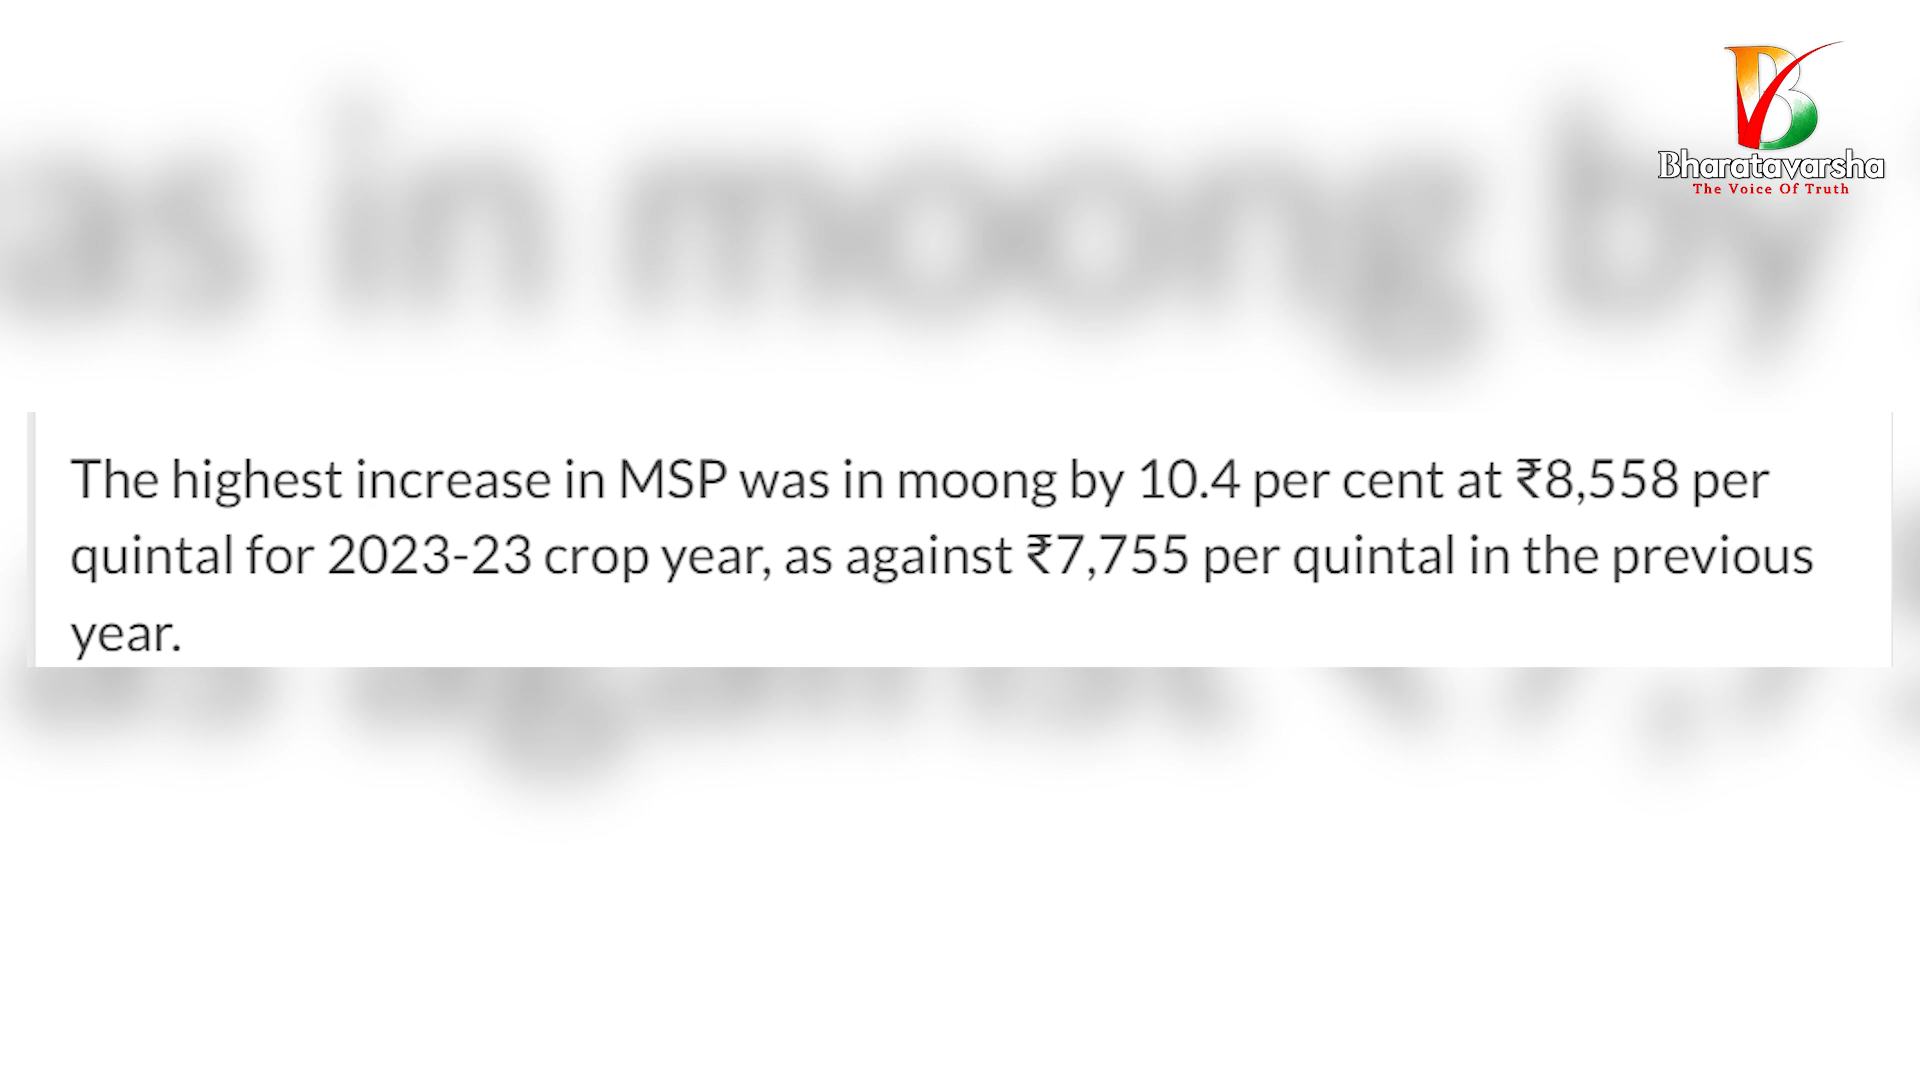 Bharatavarsha
The Voice Of Truth
The highest increase in MSP was in moong by 10.4 per cent at ₹8,558 per
quintal for 2023-23 crop year, as against ₹7,755 per quintal in the previous
year.